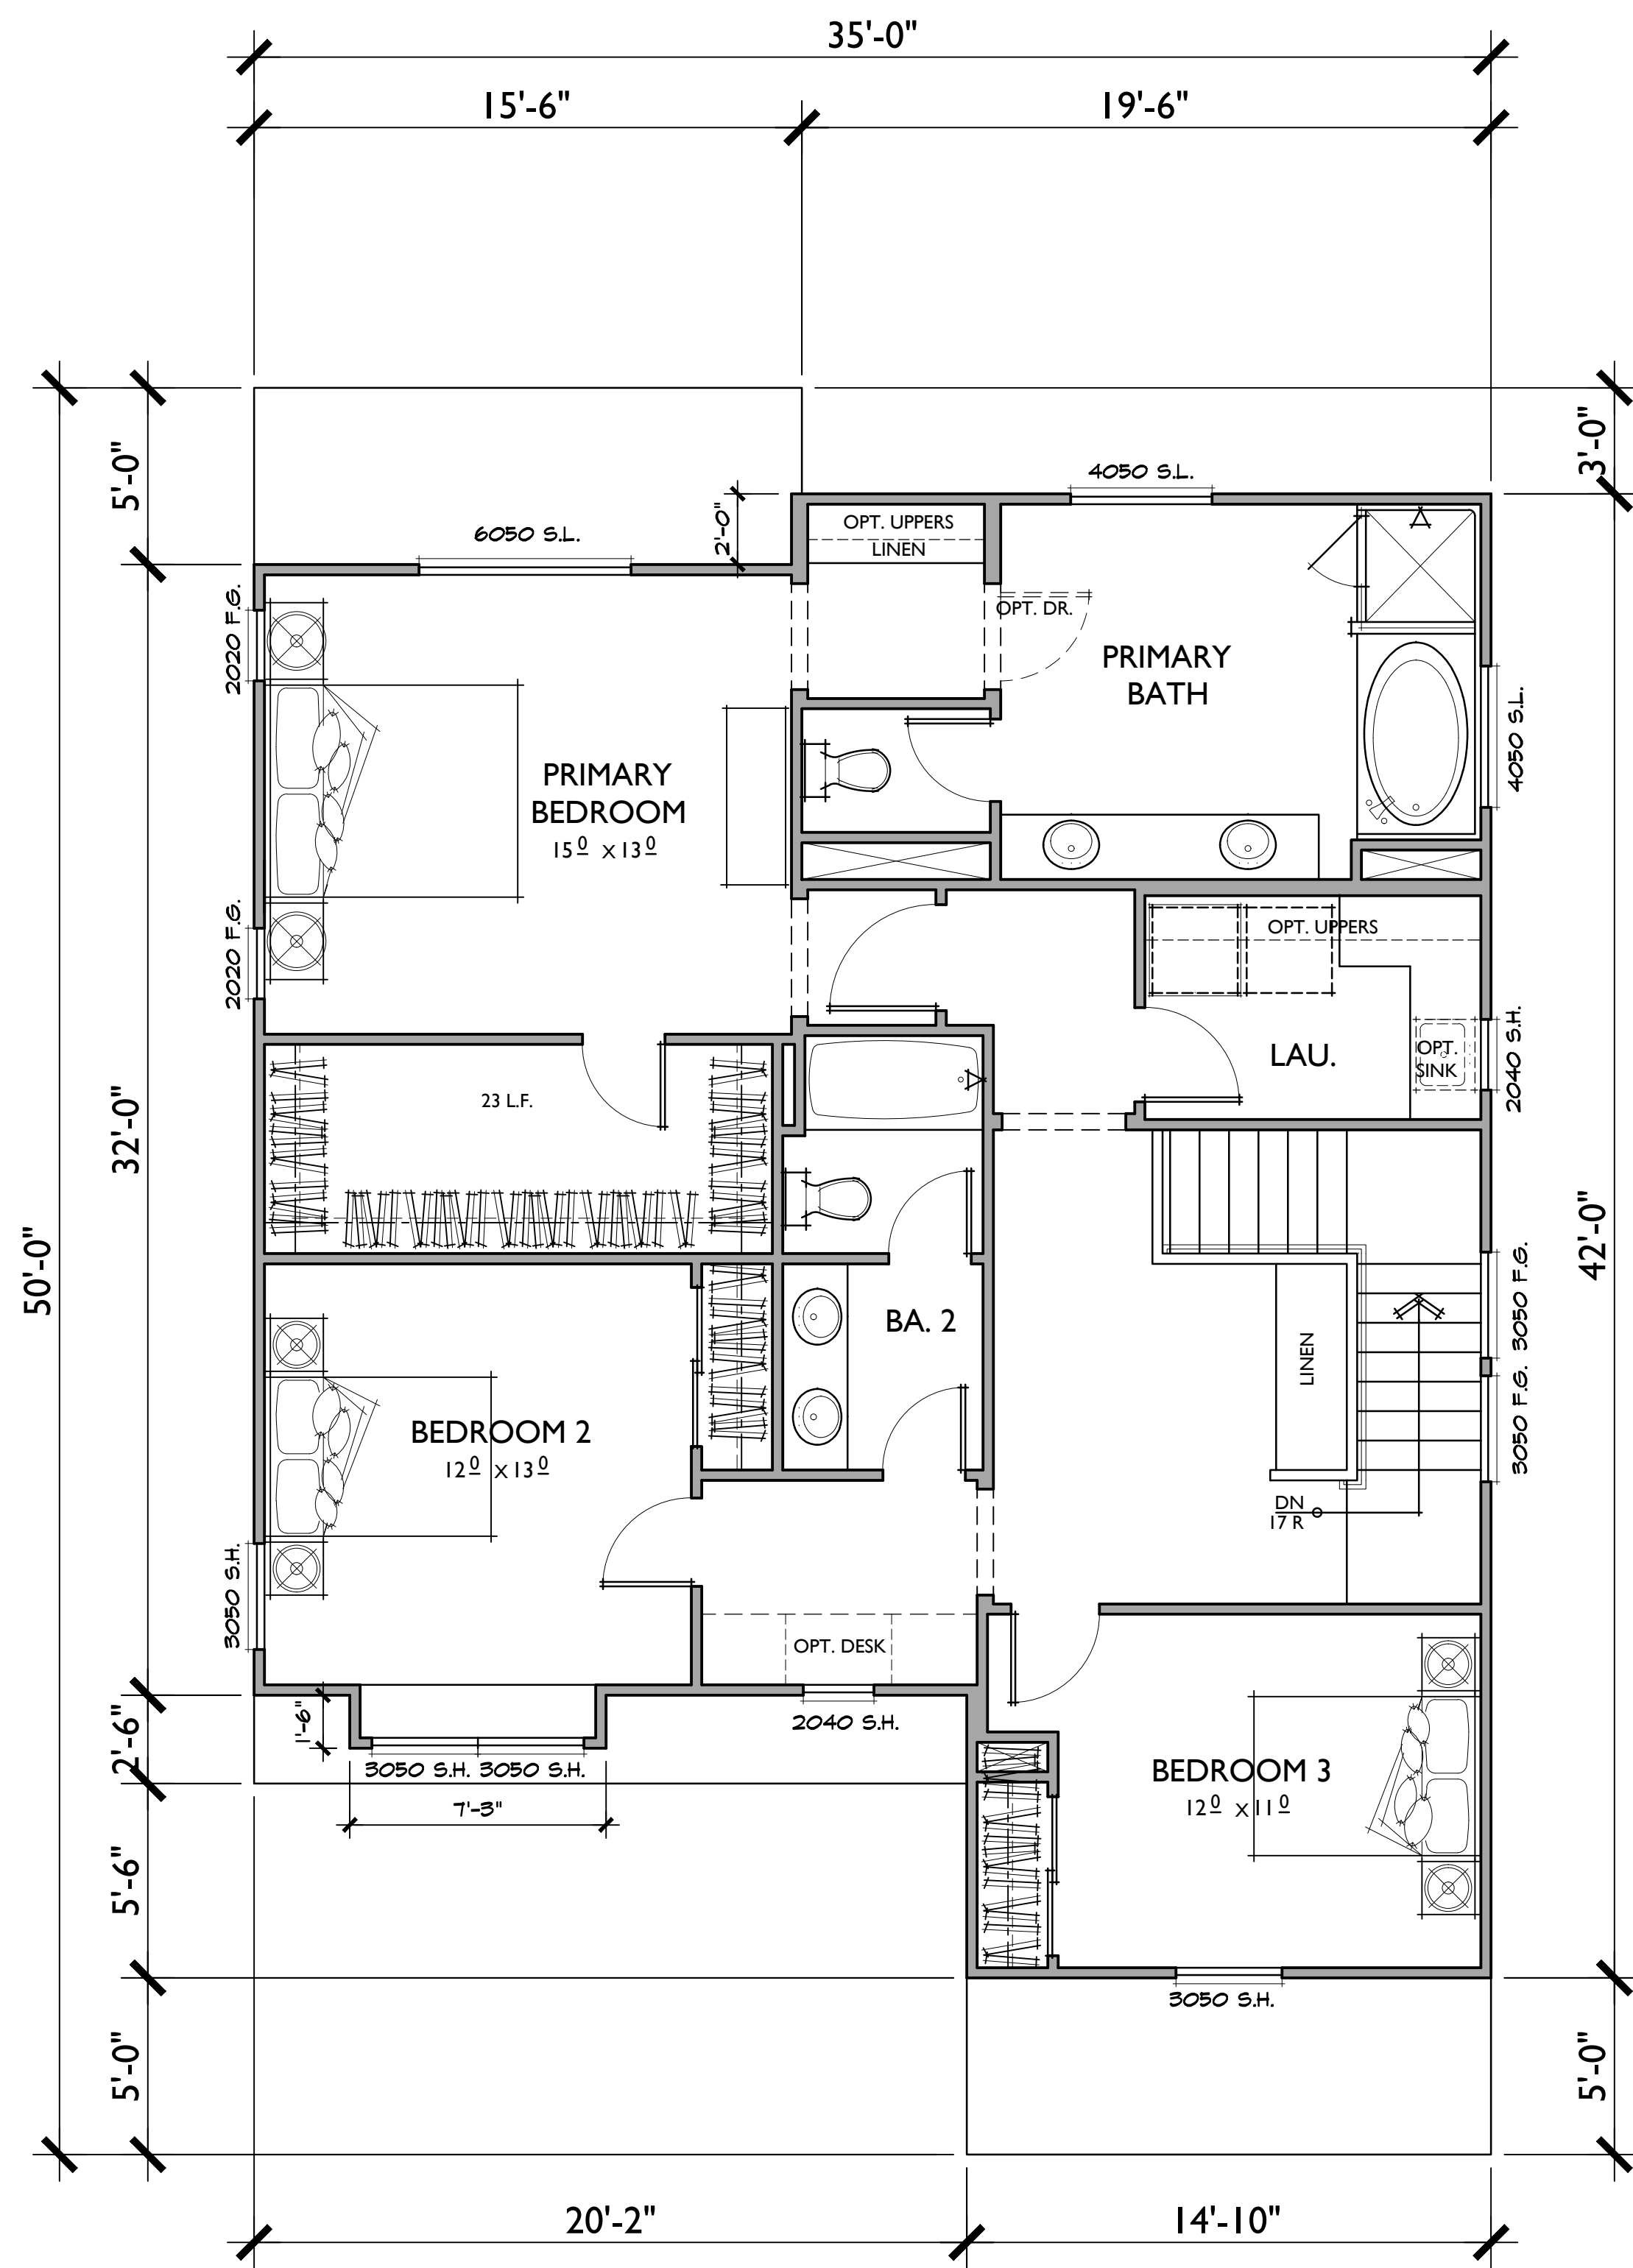 35'-0"
15'-6"
19'-6"
5'-0"
3'-0"
4050 S.L.
6050 S.L.
2'-0"
OPT. UPPERS
LINEN
2020 F.G.
OPT. DR.
PRIMARY
BATH
4050 S.L.
PRIMARY
BEDROOM
15⁰ x 13⁰
2020 F.G.
OPT. UPPERS
2040 S.H.
LAU.
OPT.
SINK
23 L.F.
32'-0"
50'-0"
42'-0"
3050 F.G.
BA. 2
LINEN
3050 F.G.
BEDROOM 2
12⁰ x 13⁰
DN
17 R
3050 S.H.
OPT. DESK
1'-6"
2'-6"
2040 S.H.
3050 S.H. 3050 S.H.
7'-3"
BEDROOM 3
12⁰ x 11⁰
5'-6"
3050 S.H.
5'-0"
5'-0"
20'-2"
14'-10"